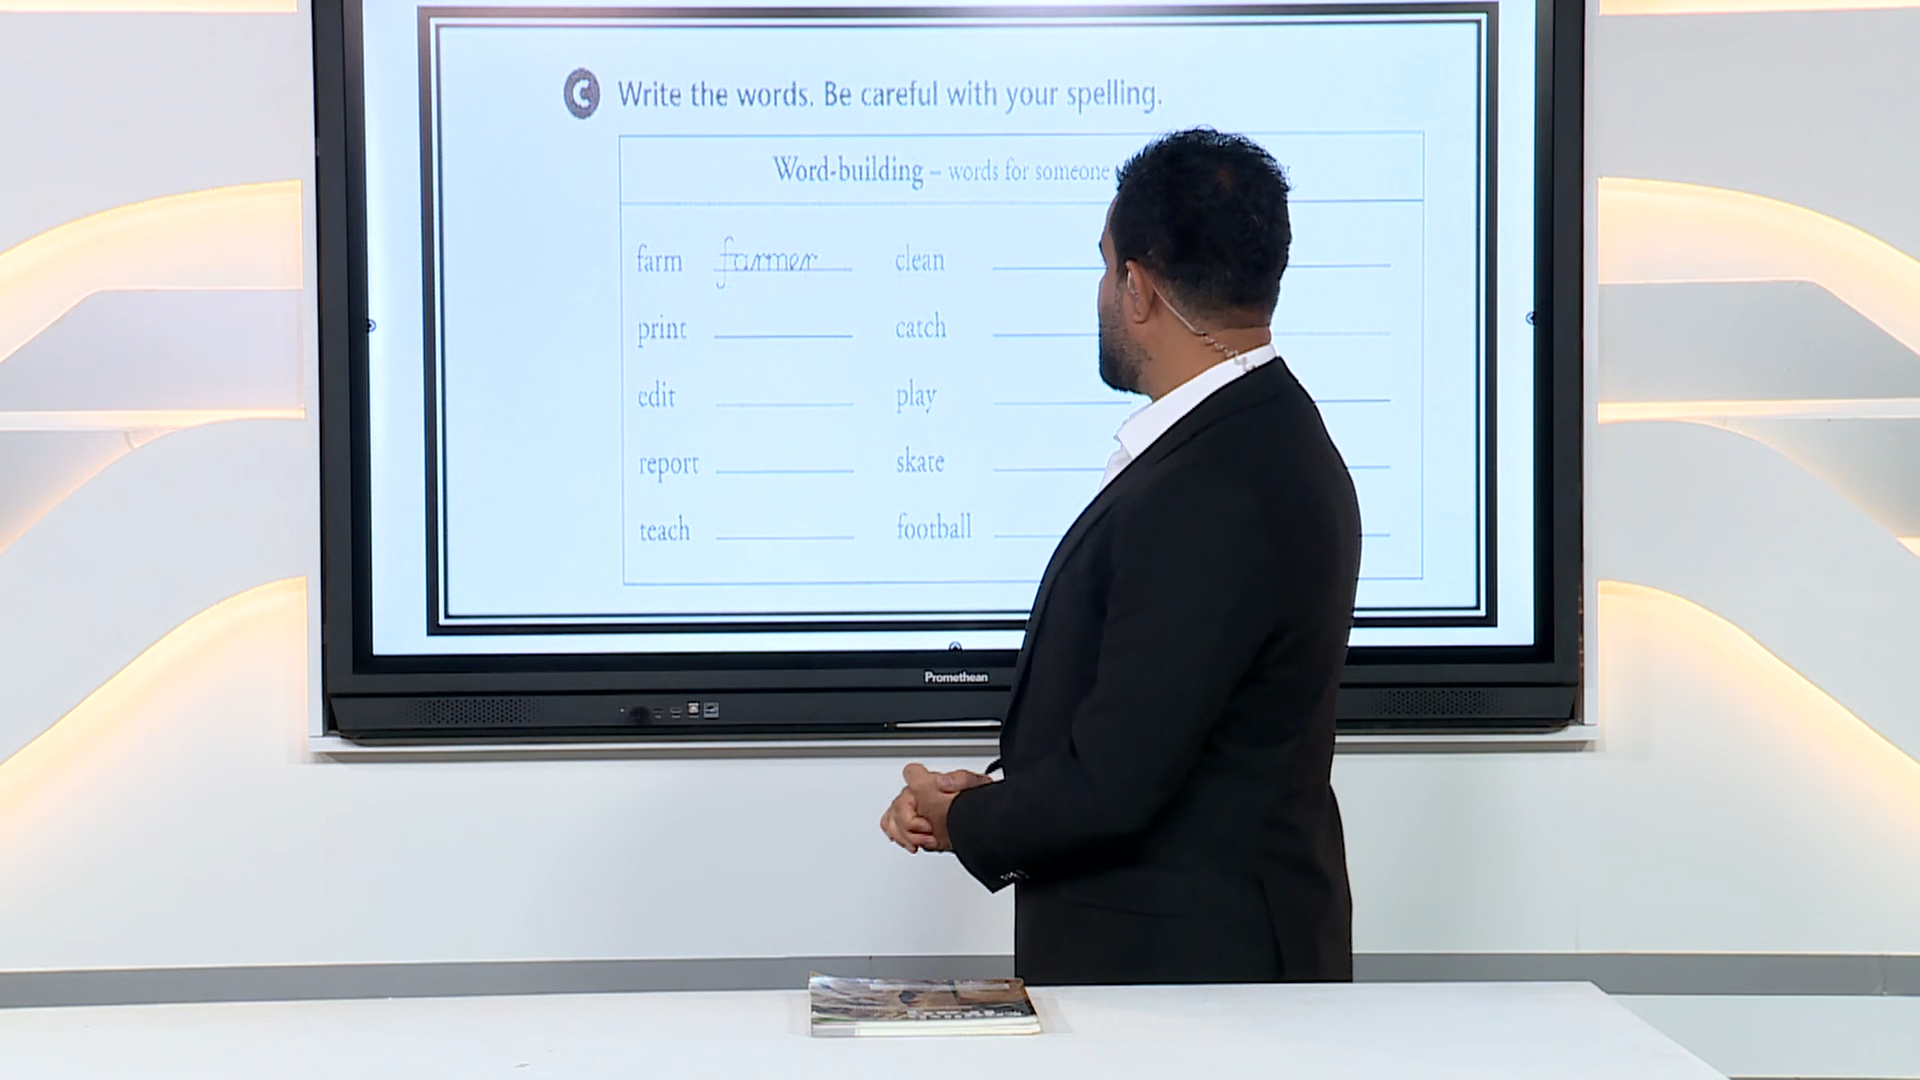 C Write the words. Be careful with your spelling.
Word-building – words for someone
farm farmer clean
print catch
edit play
report skate
teach football
Promethean